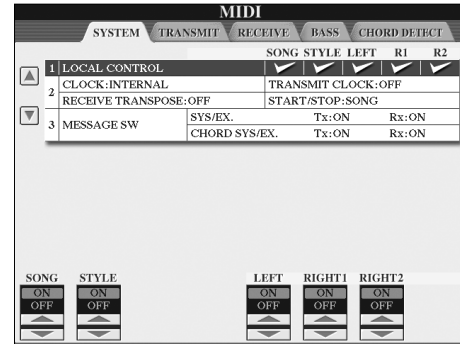 MIDI
SYSTEM TRANSMIT RECEIVE BASS CHORD DETECT
SONG STYLE LEFT R1 R2
1 LOCAL CONTROL
2 CLOCK:INTERNAL TRANSMIT CLOCK:OFF
RECEIVE TRANSPOSE:OFF START/STOP:SONG
3 MESSAGE SW SYS/EX. Tx:ON Rx:ON
CHORD SYS/EX. Tx:ON Rx:ON
SONG STYLE LEFT RIGHT1 RIGHT2
ON ON ON ON ON
OFF OFF OFF OFF OFF